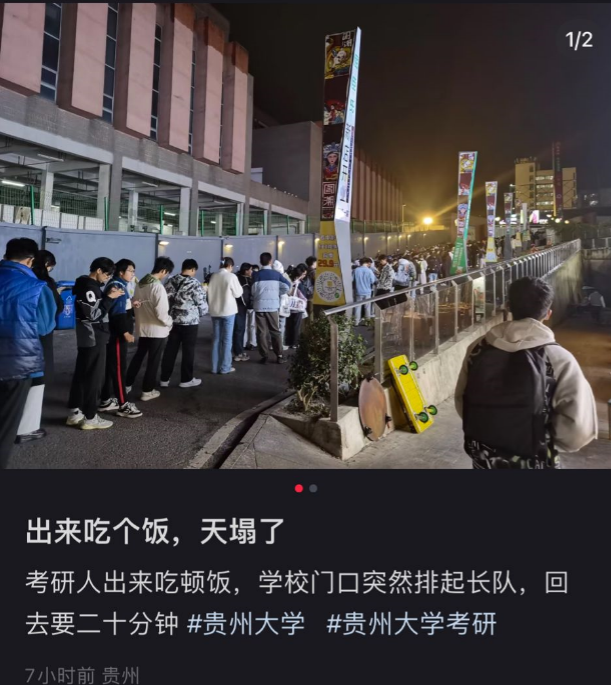 1/2
出来吃个饭，天塌了
考研人出来吃顿饭，学校门口突然排起长队，回
去要二十分钟 #贵州大学 #贵州大学考研
7小时前 贵州